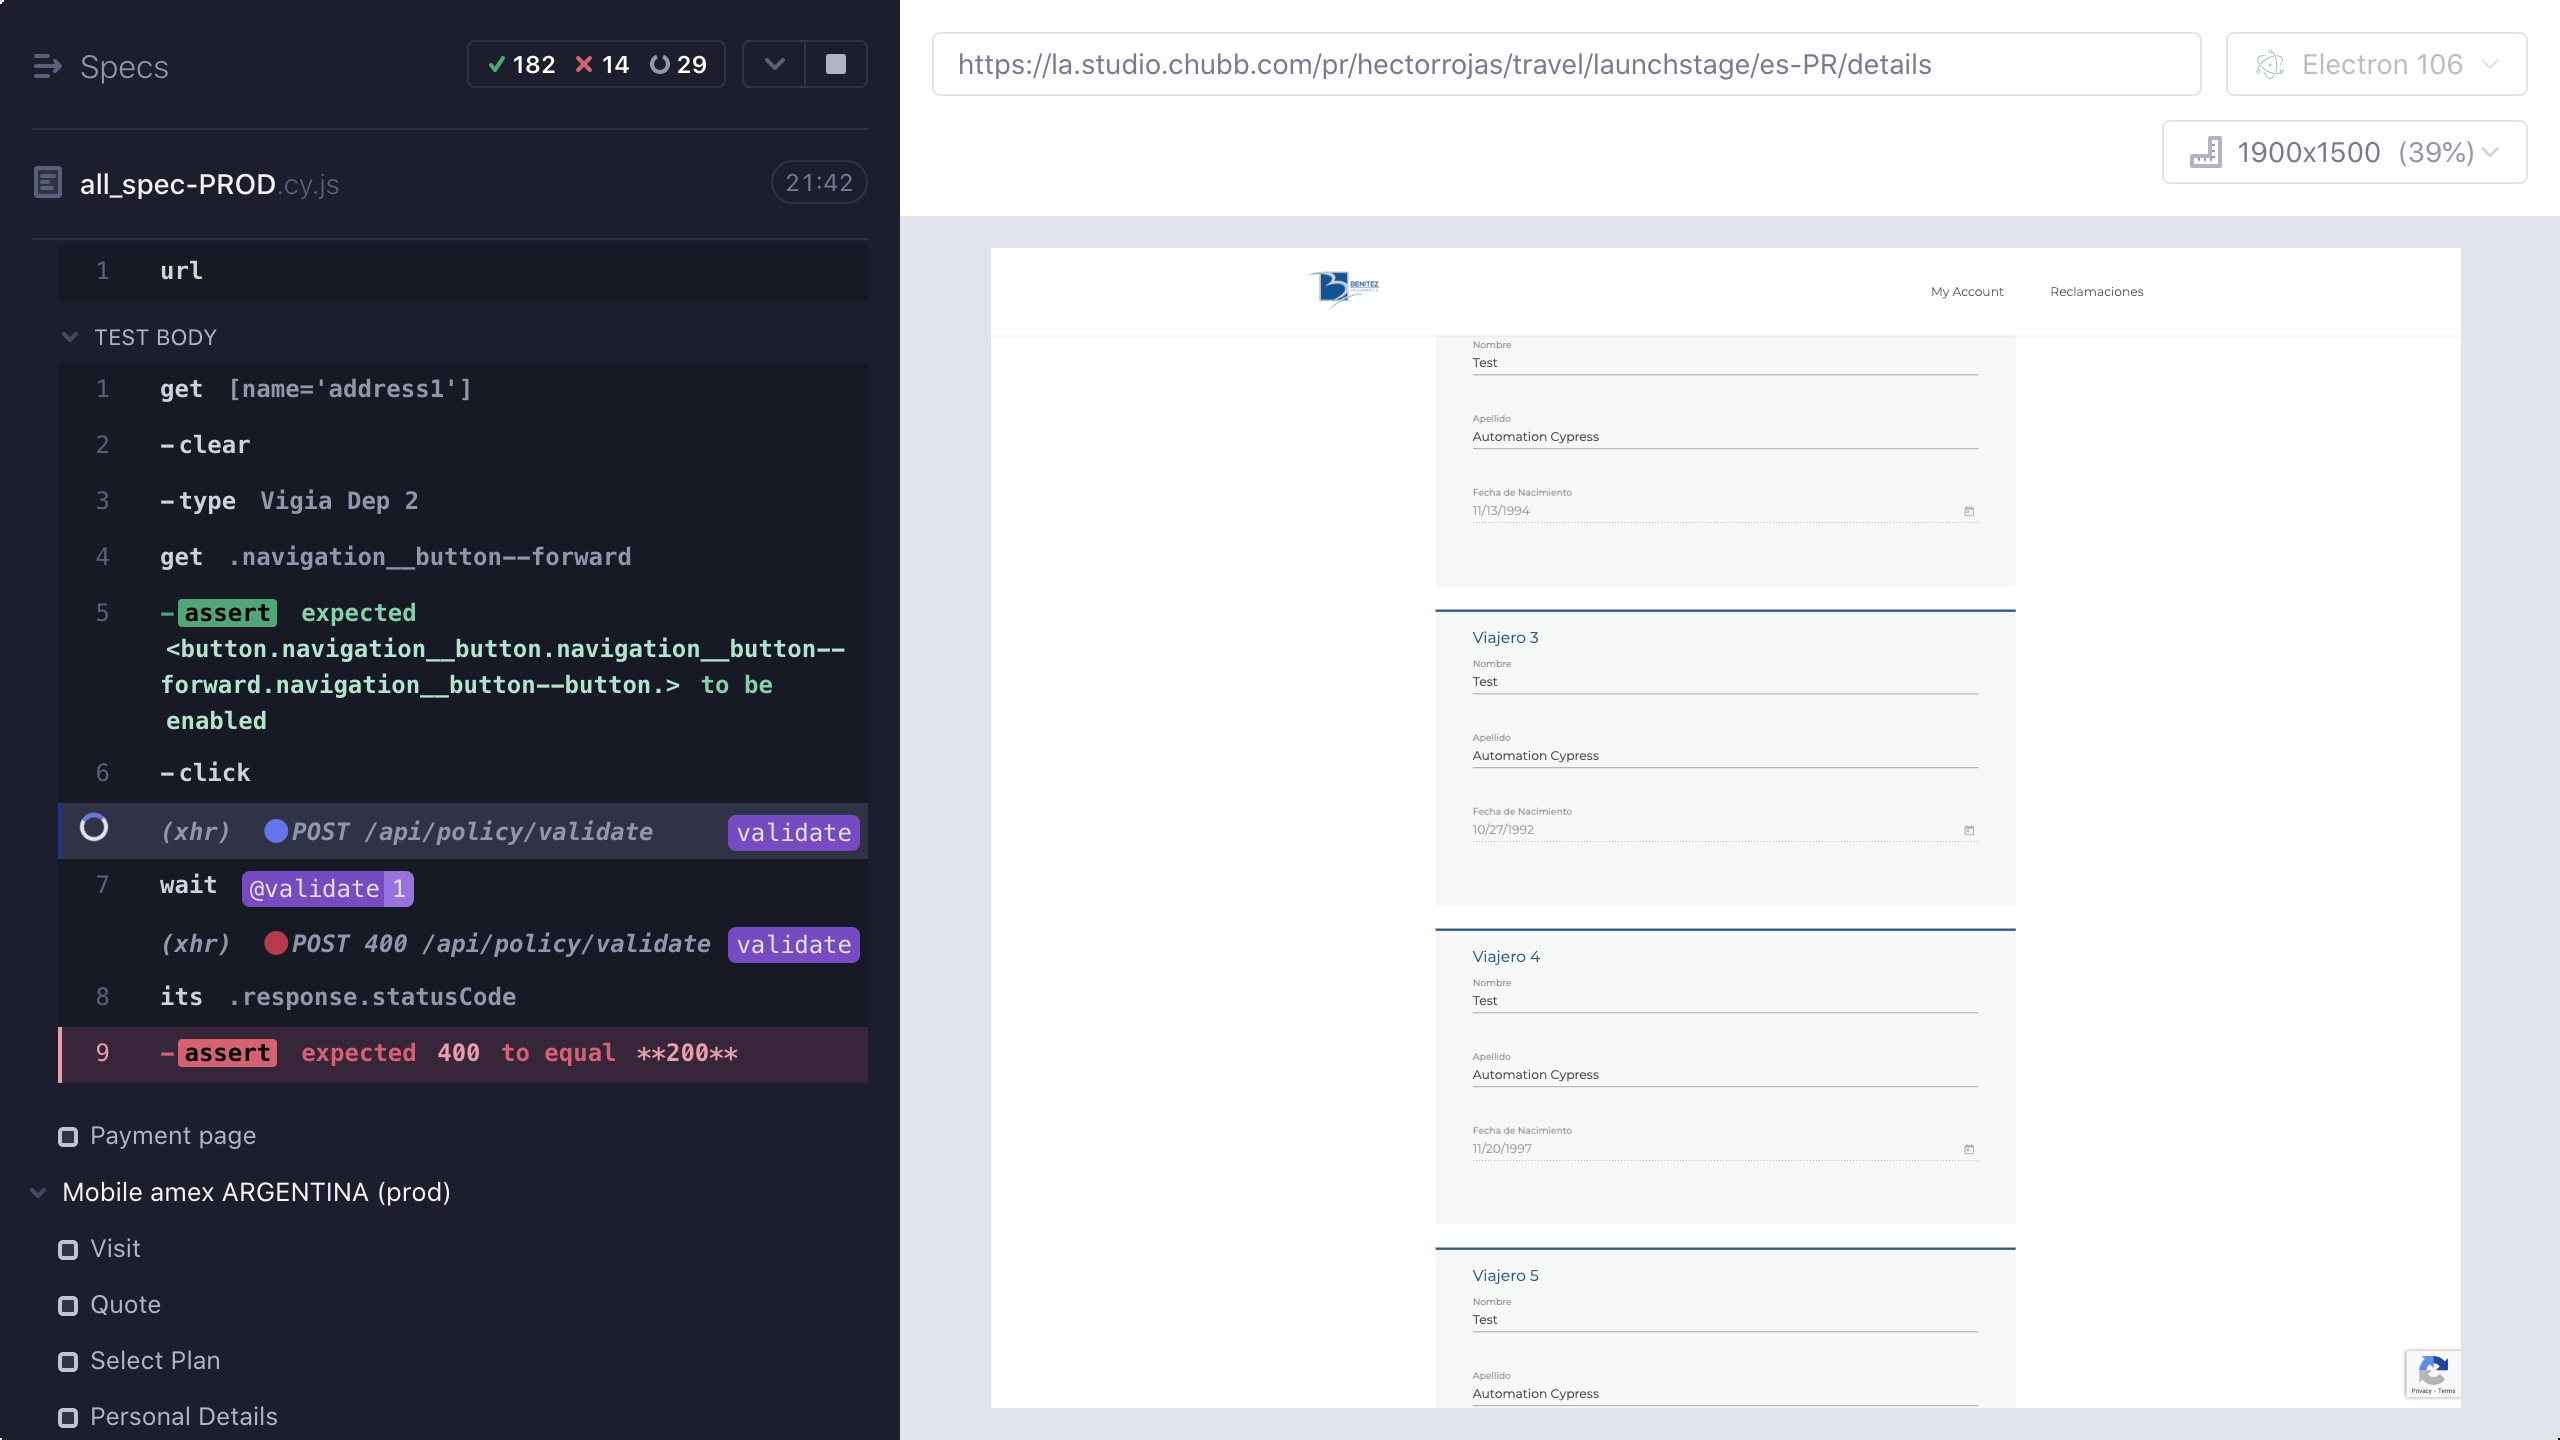 Specs
182 14 29
all_spec-PROD.cy.js 21:42
1 url
TEST BODY
1 get [name='address1']
2 -clear
3 -type Vigia Dep 2
4 get .navigation__button--forward
5 -assert expected
<button.navigation__button.navigation__button--
forward.navigation__button--button.> to be
enabled
6 -click
(xhr) POST /api/policy/validate validate
7 wait @validate 1
(xhr) POST 400 /api/policy/validate validate
8 its .response.statusCode
9 -assert expected 400 to equal **200**
Payment page
Mobile amex ARGENTINA (prod)
Visit
Quote
Select Plan
Personal Details
https://la.studio.chubb.com/pr/hectorrojas/travel/launchstage/es-PR/details
Electron 106
1900x1500 (39%)
BENITEZ
INSURANCE
My Account Reclamaciones
Nombre
Test
Apellido
Automation Cypress
Fecha de Nacimiento
11/13/1994
Viajero 3
Nombre
Test
Apellido
Automation Cypress
Fecha de Nacimiento
10/27/1992
Viajero 4
Nombre
Test
Apellido
Automation Cypress
Fecha de Nacimiento
11/20/1997
Viajero 5
Nombre
Test
Apellido
Automation Cypress
Privacy - Terms